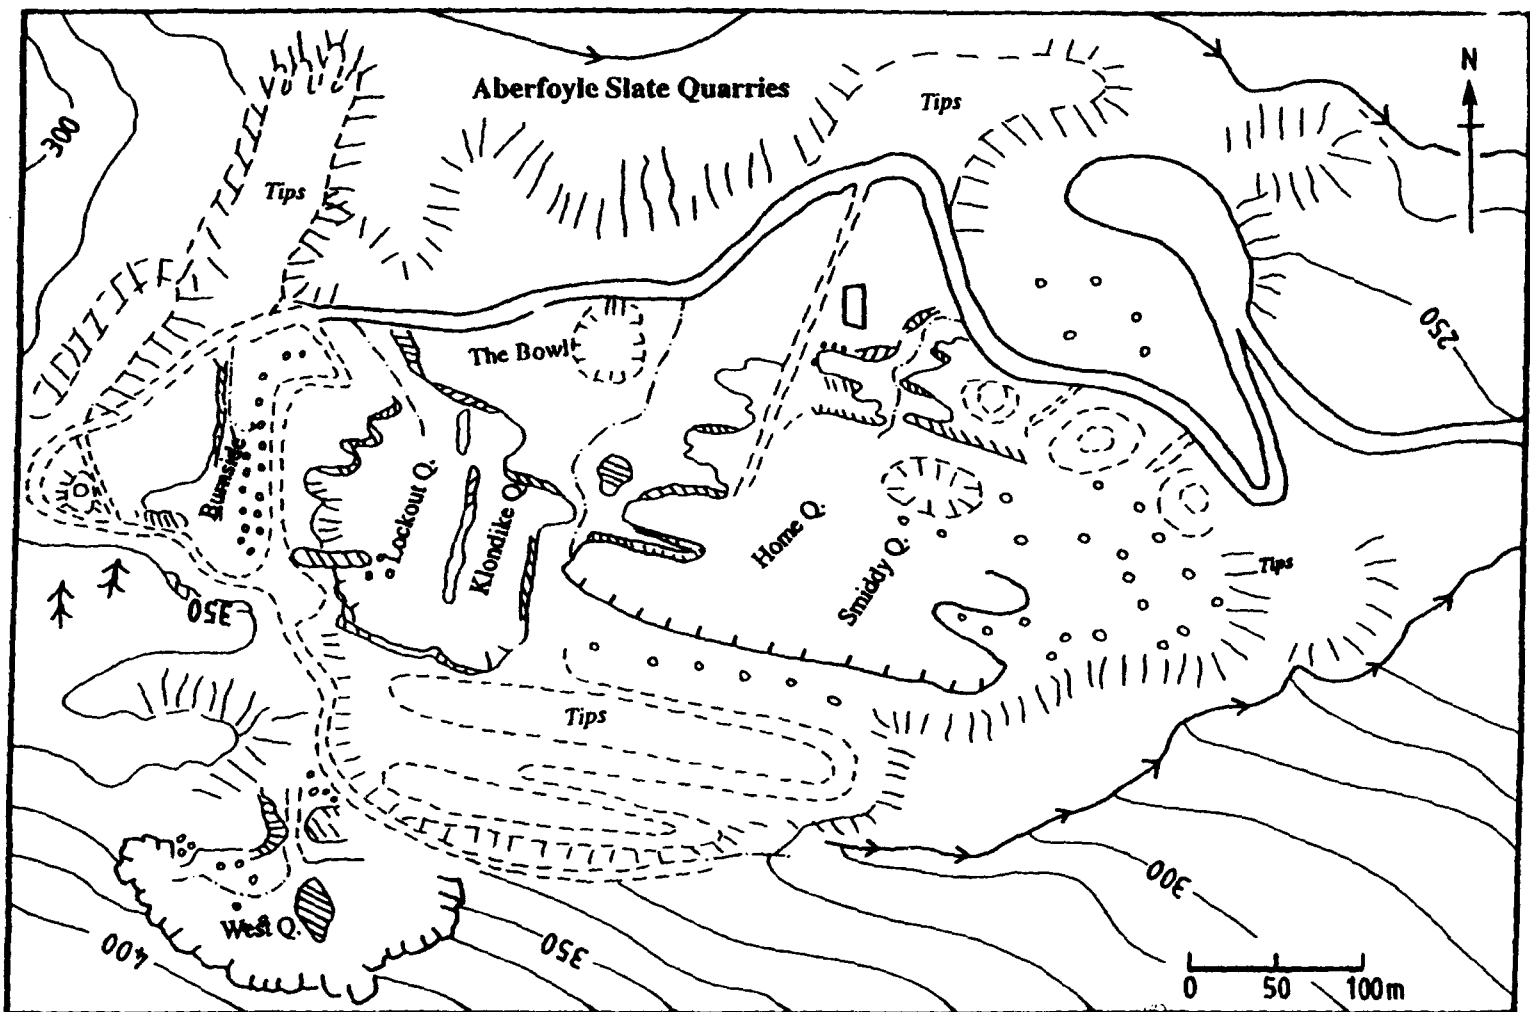 N
Aberfoyle Slate Quarries
Tips
300
Tips
250
The Bowl
Burnside
Lockout Q.
Klondike Q.
Home Q.
Smiddy Q.
Tips
350
Tips
300
West Q.
400
350
0 50 100m